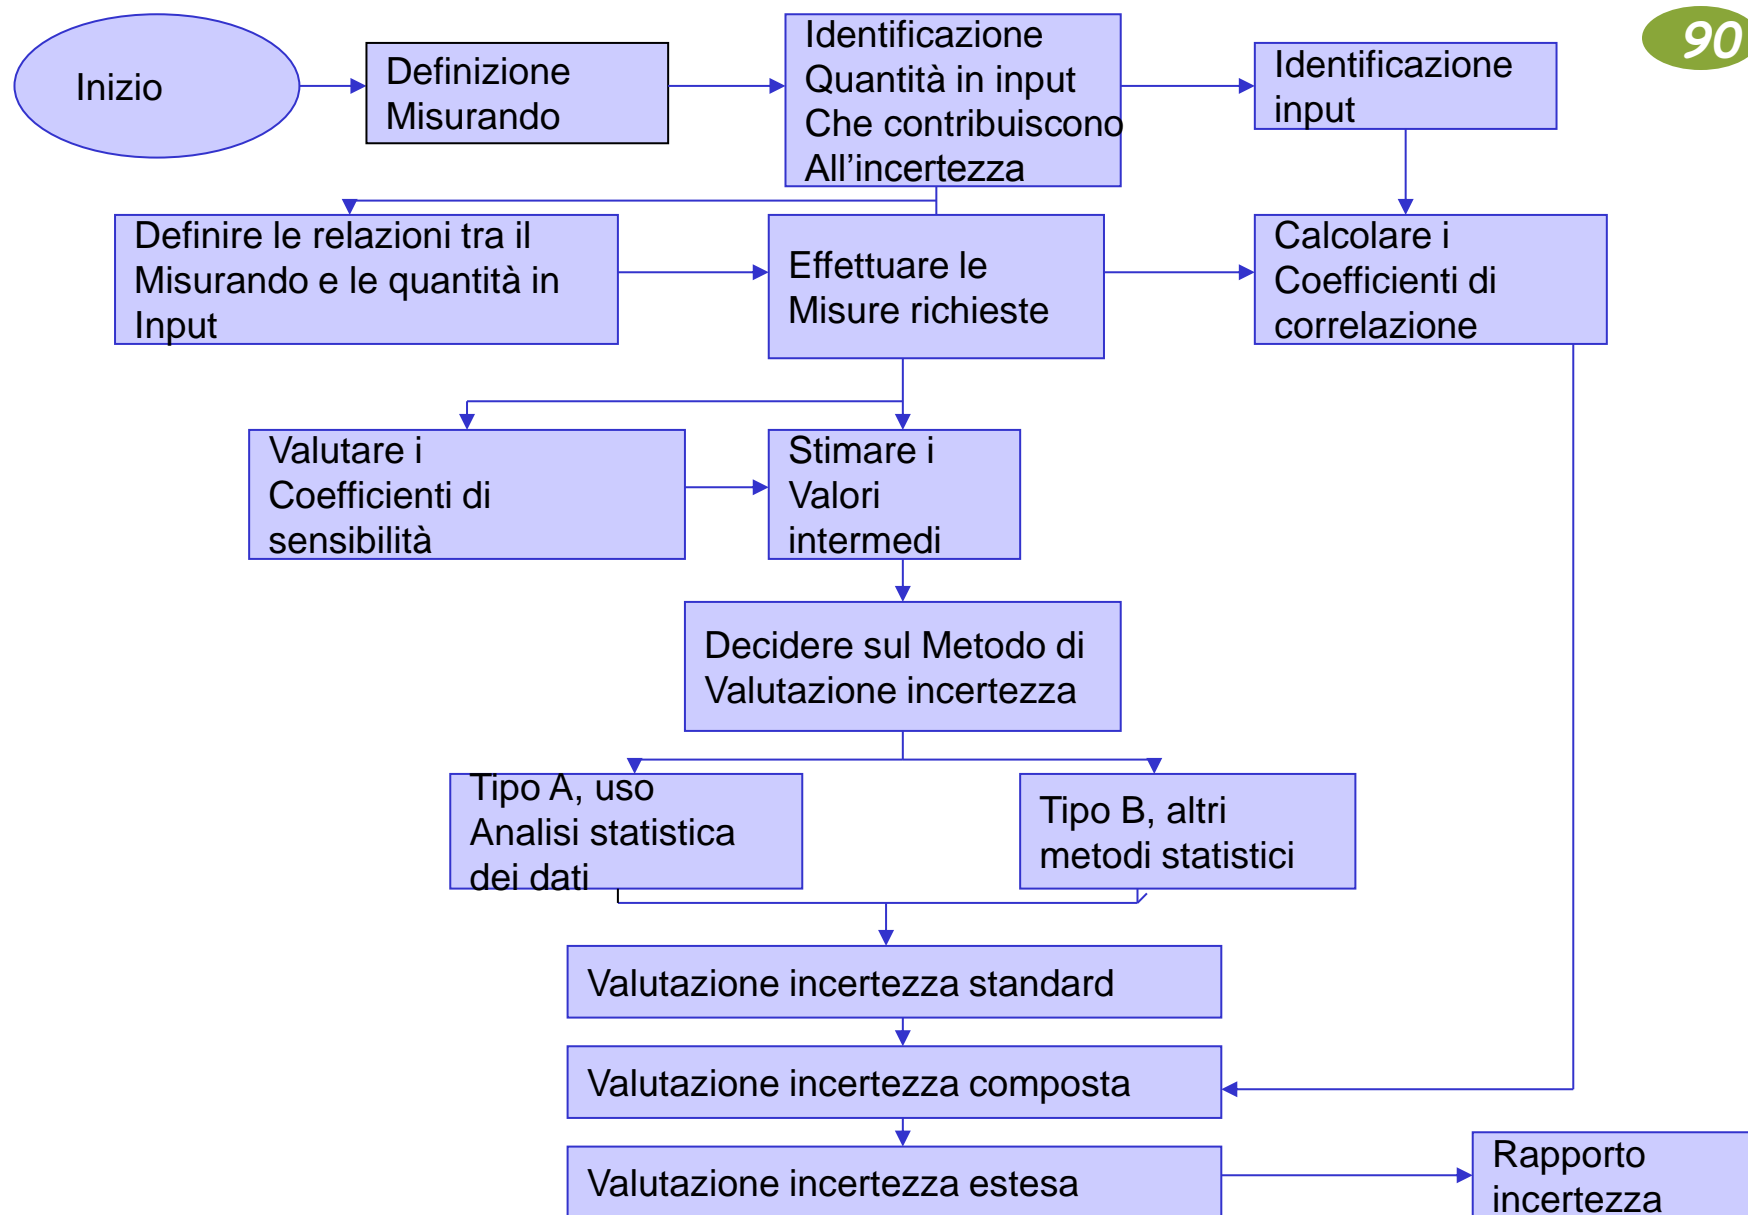 90
Inizio
Definizione
Misurando
Identificazione
Quantità in input
Che contribuiscono
All’incertezza
Identificazione
input
Definire le relazioni tra il
Misurando e le quantità in
Input
Effettuare le
Misure richieste
Calcolare i
Coefficienti di
correlazione
Valutare i
Coefficienti di
sensibilità
Stimare i
Valori
intermedi
Decidere sul Metodo di
Valutazione incertezza
Tipo A, uso
Analisi statistica
dei dati
Tipo B, altri
metodi statistici
Valutazione incertezza standard
Valutazione incertezza composta
Valutazione incertezza estesa
Rapporto
incertezza